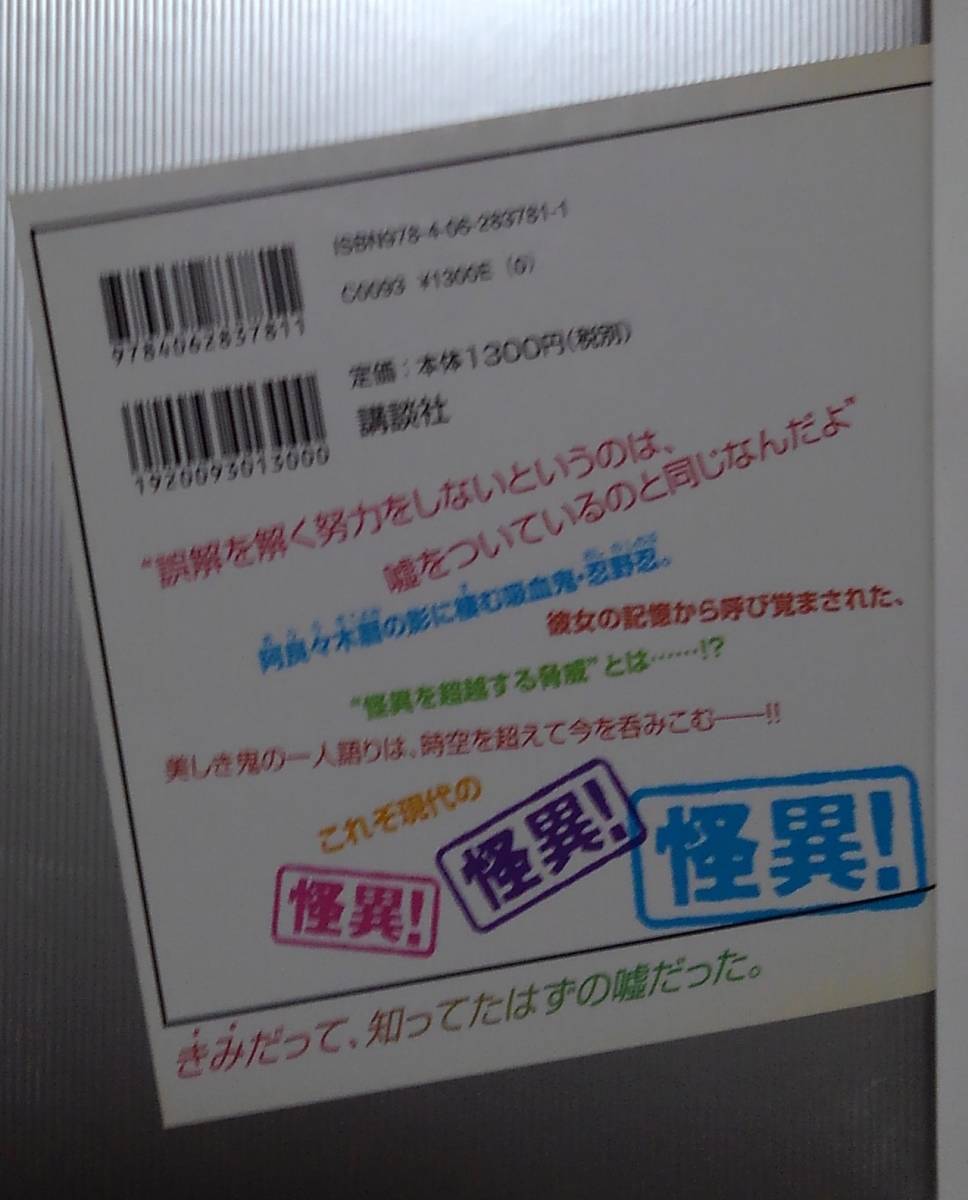 ISBN978-4-06-283781-1
9784062837811
C0093 ¥1300E (0)
定価：本体1300円(税別)
講談社
1920093013000
“誤解を解く努力をしないというのは、
嘘をついているのと同じなんだよ”
阿良々木暦の影に棲む吸血鬼・忍野忍。
彼女の記憶から呼び覚まされた、
“怪異を超越する脅威”とは……!?
美しき鬼の一人語りは、時空を超えて今を呑みこむ――!!
これぞ現代の
怪異!
怪異!
怪異!
きみだって、知ってたはずの嘘だった。